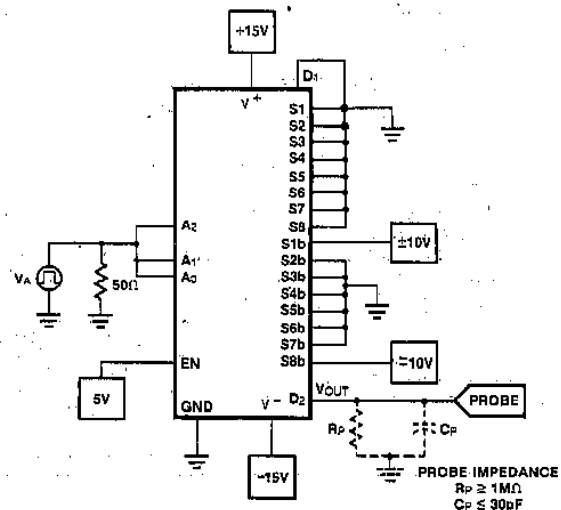 +15V
D1
V+
S1
S2
S3
S4
S5
S6
S7
S8
A2
A1
A0
S1b
±10V
S2b
S3b
S4b
S5b
S6b
S7b
VA
50Ω
EN
S8b
∓10V
5V
GND
V-
D2
VOUT
PROBE
RP
CP
-15V
PROBE IMPEDANCE
RP ≥ 1MΩ
CP ≤ 30pF